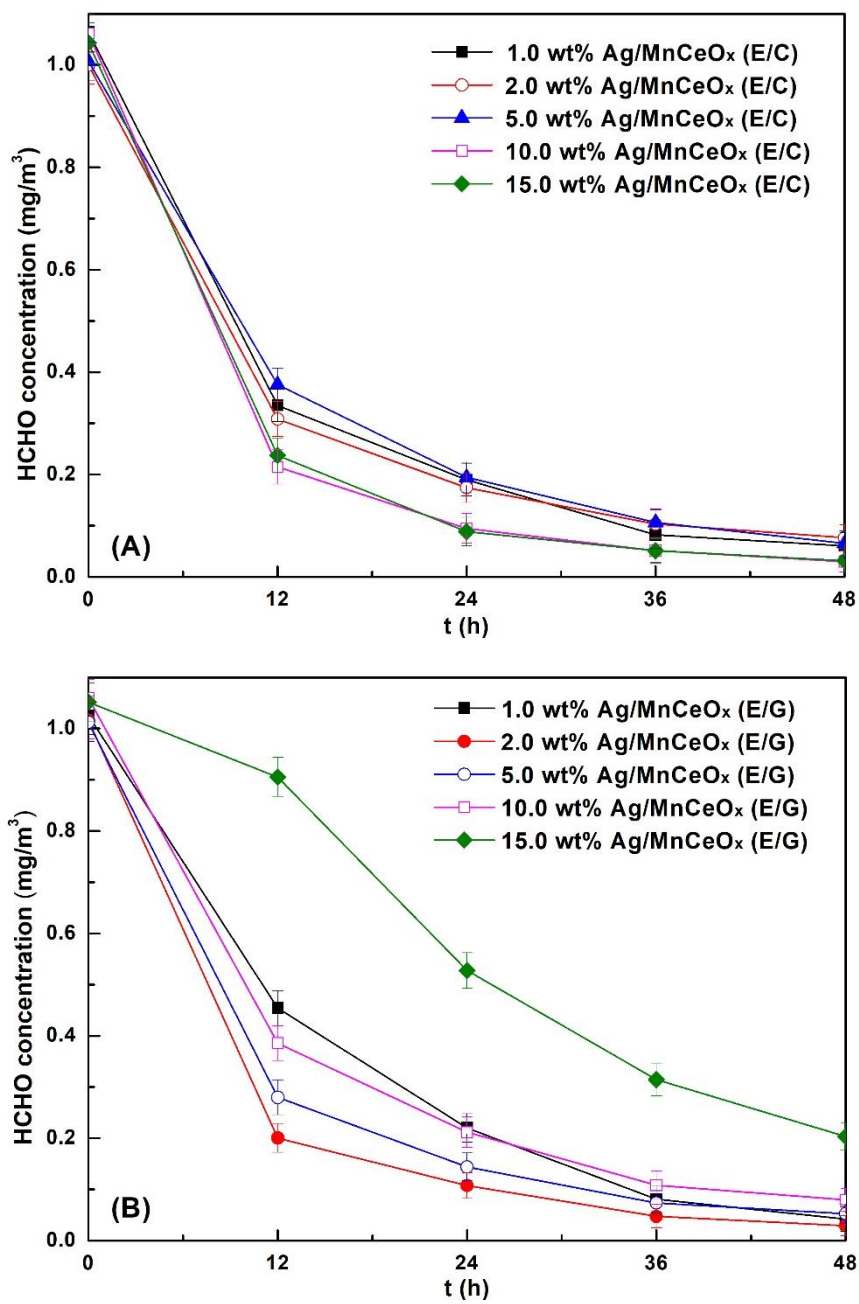 1.0 wt% Ag/MnCeOx (E/C)
2.0 wt% Ag/MnCeOx (E/C)
5.0 wt% Ag/MnCeOx (E/C)
10.0 wt% Ag/MnCeOx (E/C)
15.0 wt% Ag/MnCeOx (E/C)
HCHO concentration (mg/m³)
1.0
0.8
0.6
0.4
0.2
0.0
(A)
0 12 24 36 48
t (h)
1.0 wt% Ag/MnCeOx (E/G)
2.0 wt% Ag/MnCeOx (E/G)
5.0 wt% Ag/MnCeOx (E/G)
10.0 wt% Ag/MnCeOx (E/G)
15.0 wt% Ag/MnCeOx (E/G)
HCHO concentration (mg/m³)
1.0
0.8
0.6
0.4
0.2
0.0
(B)
0 12 24 36 48
t (h)